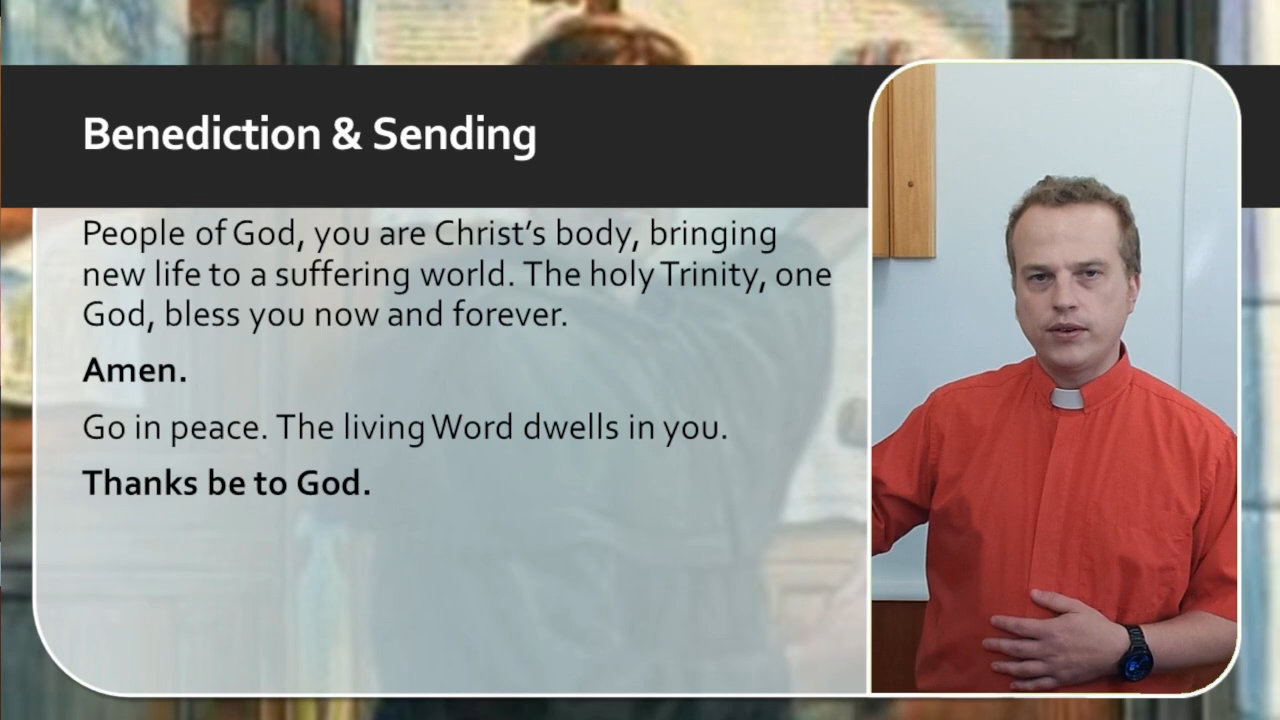 Benediction & Sending
People of God, you are Christ’s body, bringing
new life to a suffering world. The holy Trinity, one
God, bless you now and forever.
Amen.
Go in peace. The living Word dwells in you.
Thanks be to God.